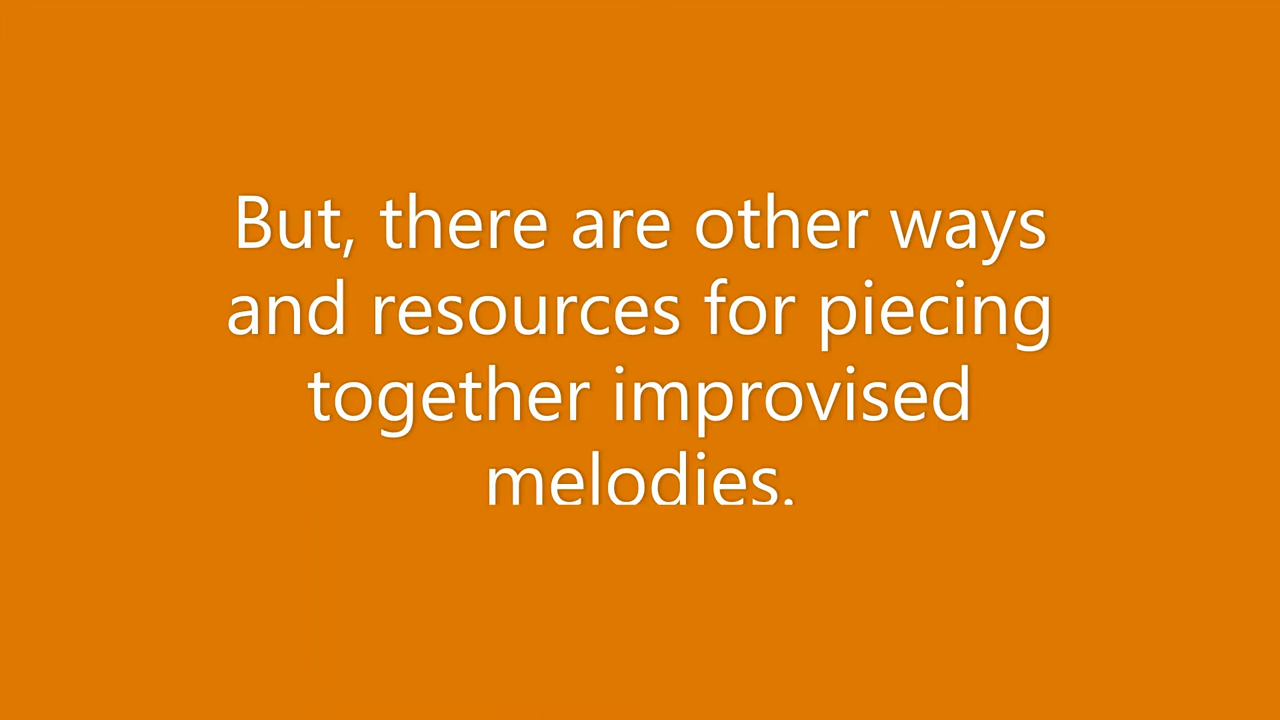 But, there are other ways
and resources for piecing
together improvised
melodies.